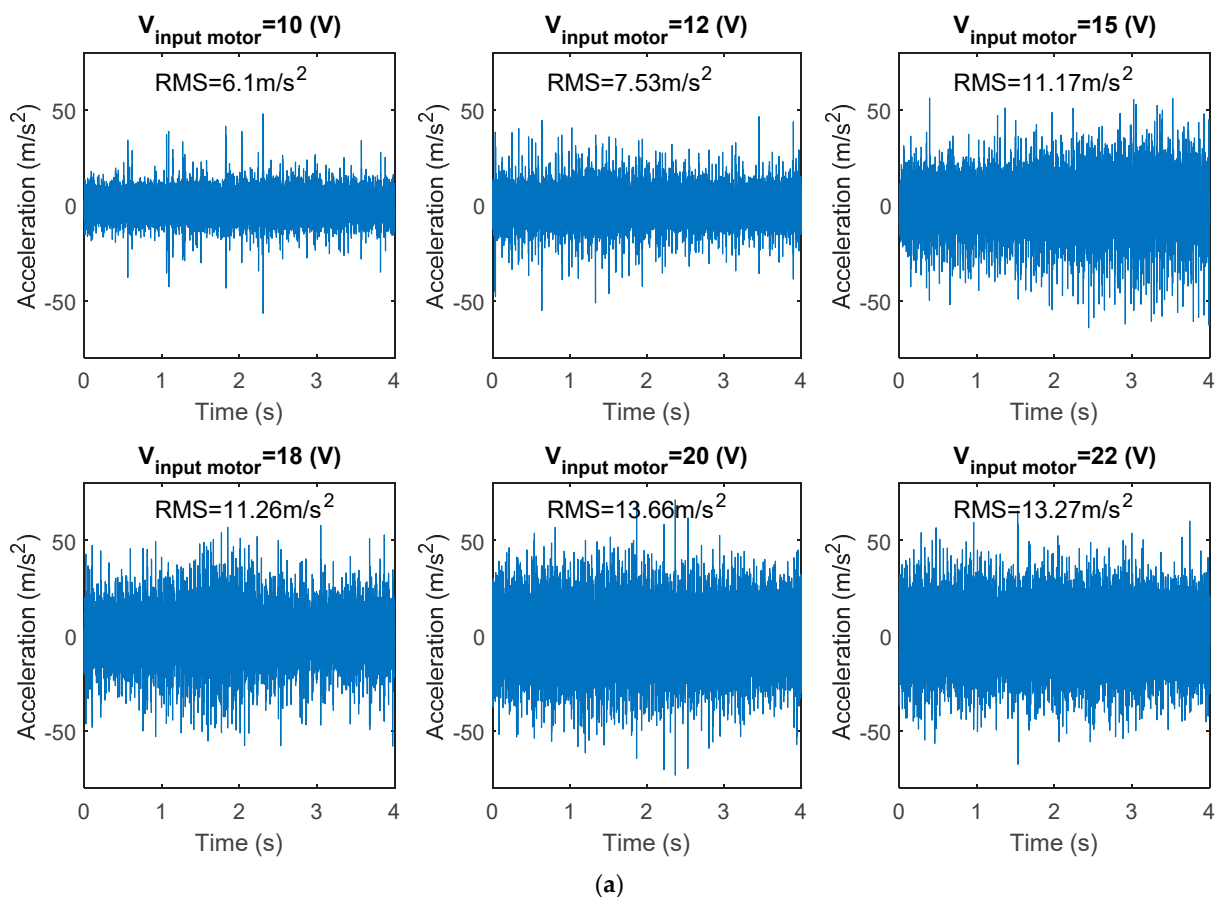 V_input motor=10 (V)
RMS=6.1m/s^2
Acceleration (m/s^2)
50
0
-50
0 1 2 3 4
Time (s)
V_input motor=12 (V)
RMS=7.53m/s^2
Acceleration (m/s^2)
50
0
-50
0 1 2 3 4
Time (s)
V_input motor=15 (V)
RMS=11.17m/s^2
Acceleration (m/s^2)
50
0
-50
0 1 2 3 4
Time (s)
V_input motor=18 (V)
RMS=11.26m/s^2
Acceleration (m/s^2)
50
0
-50
0 1 2 3 4
Time (s)
V_input motor=20 (V)
RMS=13.66m/s^2
Acceleration (m/s^2)
50
0
-50
0 1 2 3 4
Time (s)
V_input motor=22 (V)
RMS=13.27m/s^2
Acceleration (m/s^2)
50
0
-50
0 1 2 3 4
Time (s)
(a)